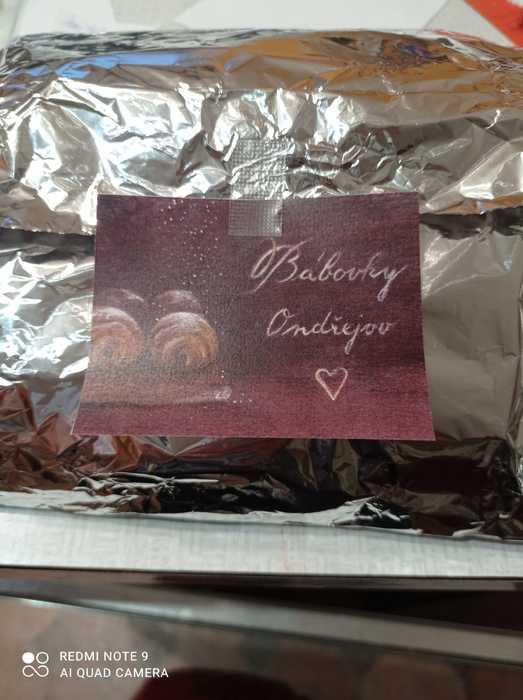 Bábovky
Ondřejov
REDMI NOTE 9
AI QUAD CAMERA